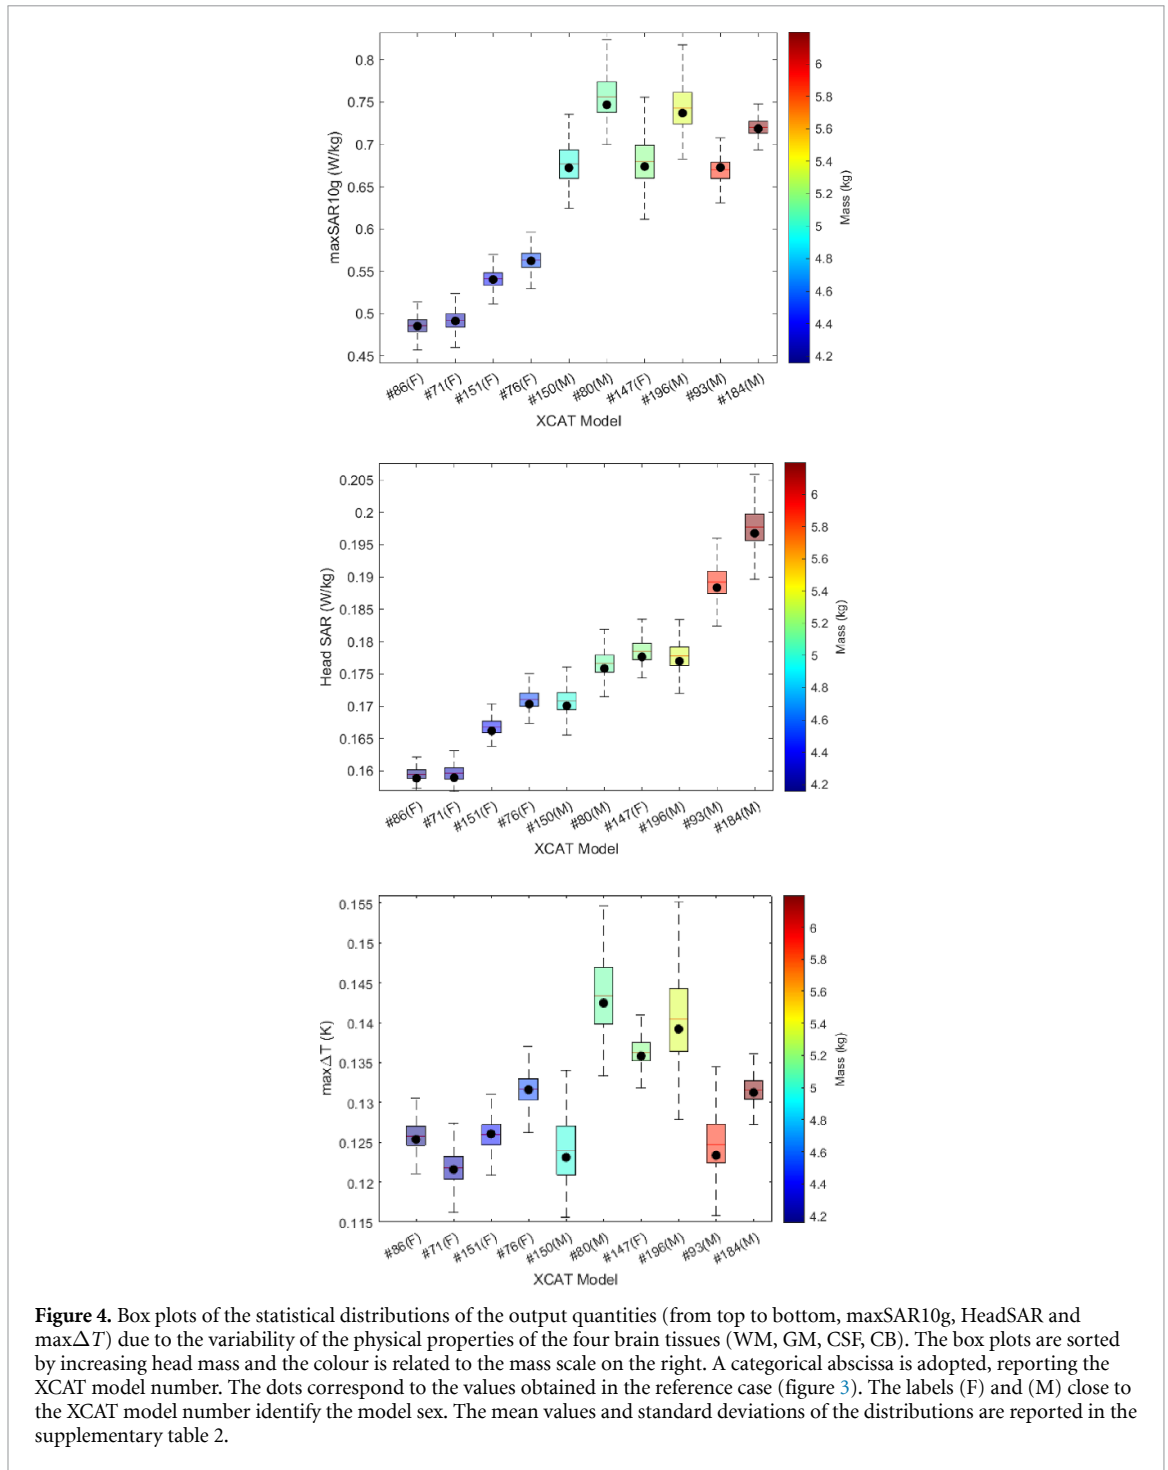 0.8
0.75
0.7
0.65
0.6
0.55
0.5
0.45
maxSAR10g (W/kg)
#86(F)
#71(F)
#151(F)
#76(F)
#150(M)
#80(M)
#147(F)
#196(M)
#93(M)
#184(M)
XCAT Model
6
5.8
5.6
5.4
5.2
5
4.8
4.6
4.4
4.2
Mass (kg)
0.205
0.2
0.195
0.19
0.185
0.18
0.175
0.17
0.165
0.16
Head SAR (W/kg)
#86(F)
#71(F)
#151(F)
#76(F)
#150(M)
#80(M)
#147(F)
#196(M)
#93(M)
#184(M)
XCAT Model
6
5.8
5.6
5.4
5.2
5
4.8
4.6
4.4
4.2
Mass (kg)
0.155
0.15
0.145
0.14
0.135
0.13
0.125
0.12
0.115
maxΔT (K)
#86(F)
#71(F)
#151(F)
#76(F)
#150(M)
#80(M)
#147(F)
#196(M)
#93(M)
#184(M)
XCAT Model
6
5.8
5.6
5.4
5.2
5
4.8
4.6
4.4
4.2
Mass (kg)
Figure 4. Box plots of the statistical distributions of the output quantities (from top to bottom, maxSAR10g, HeadSAR and
maxΔT) due to the variability of the physical properties of the four brain tissues (WM, GM, CSF, CB). The box plots are sorted
by increasing head mass and the colour is related to the mass scale on the right. A categorical abscissa is adopted, reporting the
XCAT model number. The dots correspond to the values obtained in the reference case (figure 3). The labels (F) and (M) close to
the XCAT model number identify the model sex. The mean values and standard deviations of the distributions are reported in the
supplementary table 2.